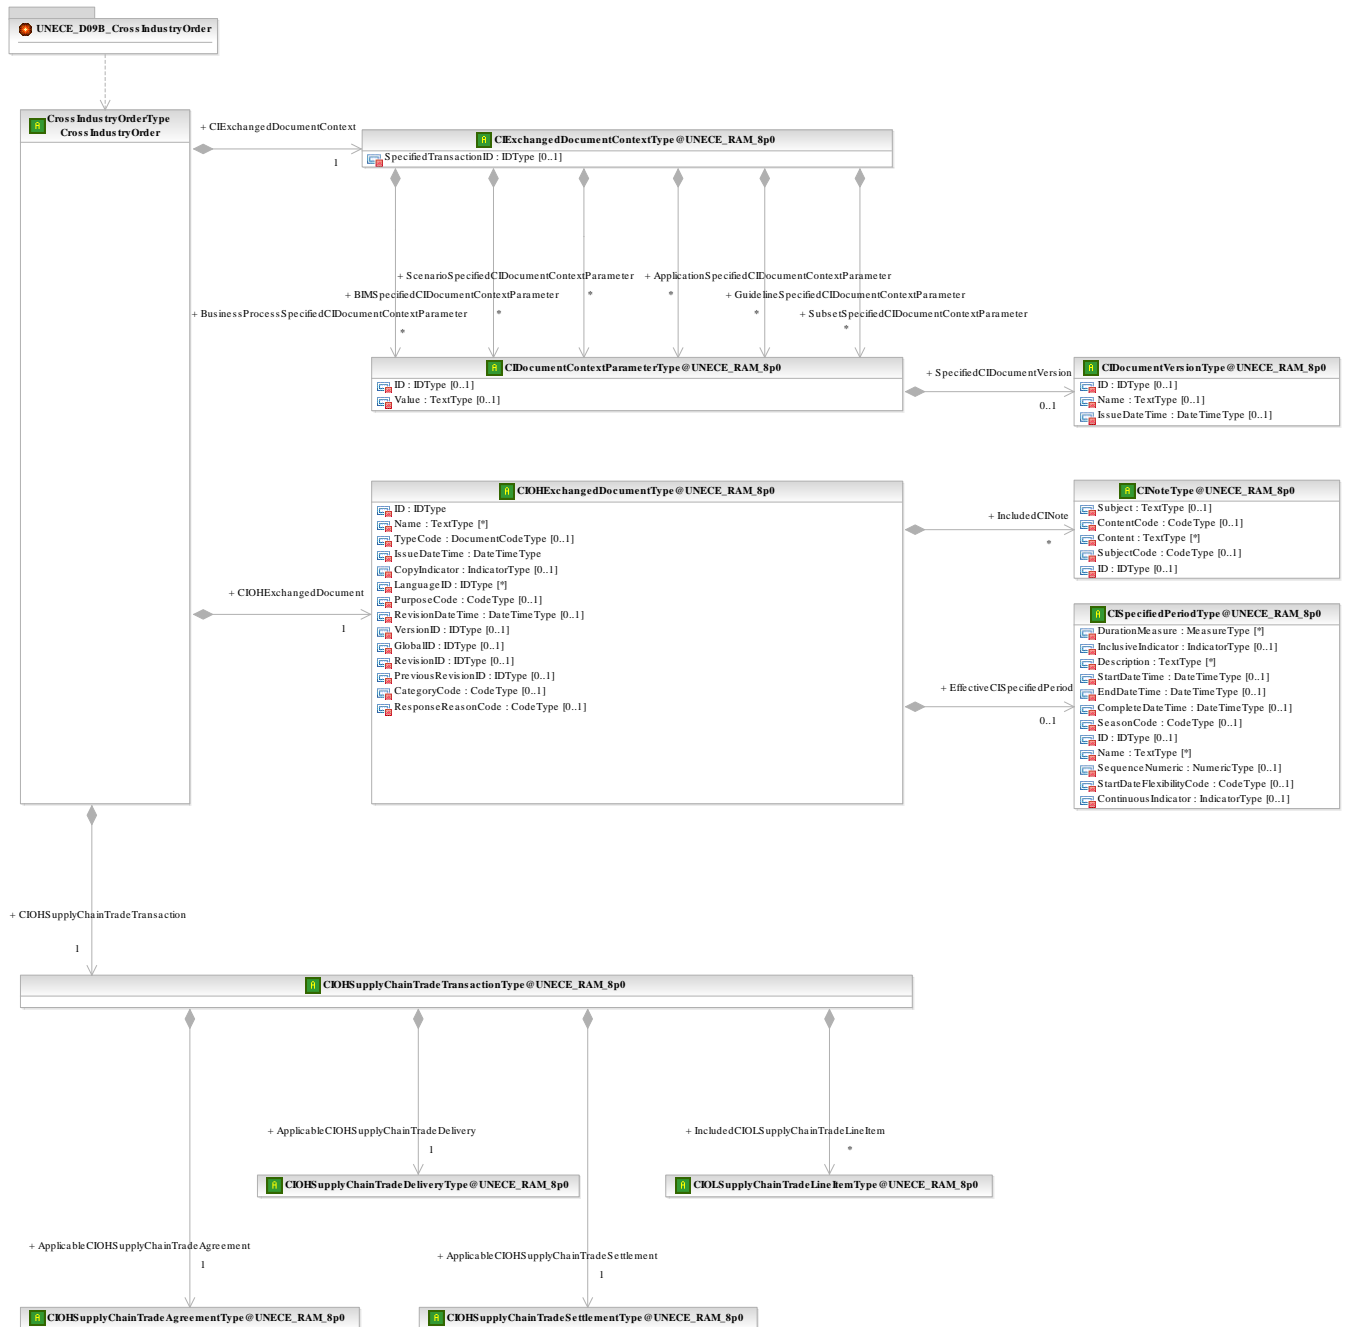 UNECE_D09B_CrossIndustryOrder
CrossIndustryOrderType
CrossIndustryOrder
+ CIExchangedDocumentContext
1
CIExchangedDocumentContextType@UNECE_RAM_8p0
SpecifiedTransactionID : IDType [0..1]
+ ScenarioSpecifiedCIDocumentContextParameter
*
+ ApplicationSpecifiedCIDocumentContextParameter
*
+ BIMSpecifiedCIDocumentContextParameter
*
+ GuidelineSpecifiedCIDocumentContextParameter
*
+ BusinessProcessSpecifiedCIDocumentContextParameter
*
+ SubsetSpecifiedCIDocumentContextParameter
*
CIDocumentContextParameterType@UNECE_RAM_8p0
ID : IDType [0..1]
Value : TextType [0..1]
+ SpecifiedCIDocumentVersion
0..1
CIDocumentVersionType@UNECE_RAM_8p0
ID : IDType [0..1]
Name : TextType [0..1]
IssueDateTime : DateTimeType [0..1]
+ CIOHExchangedDocument
1
CIOHExchangedDocumentType@UNECE_RAM_8p0
ID : IDType
Name : TextType [*]
TypeCode : DocumentCodeType [0..1]
IssueDateTime : DateTimeType
CopyIndicator : IndicatorType [0..1]
LanguageID : IDType [*]
PurposeCode : CodeType [0..1]
RevisionDateTime : DateTimeType [0..1]
VersionID : IDType [0..1]
GlobalID : IDType [0..1]
RevisionID : IDType [0..1]
PreviousRevisionID : IDType [0..1]
CategoryCode : CodeType [0..1]
ResponseReasonCode : CodeType [0..1]
+ IncludedCINote
*
CINoteType@UNECE_RAM_8p0
Subject : TextType [0..1]
ContentCode : CodeType [0..1]
Content : TextType [*]
SubjectCode : CodeType [0..1]
ID : IDType [0..1]
+ EffectiveCISpecifiedPeriod
0..1
CISpecifiedPeriodType@UNECE_RAM_8p0
DurationMeasure : MeasureType [*]
InclusiveIndicator : IndicatorType [0..1]
Description : TextType [*]
StartDateTime : DateTimeType [0..1]
EndDateTime : DateTimeType [0..1]
CompleteDateTime : DateTimeType [0..1]
SeasonCode : CodeType [0..1]
ID : IDType [0..1]
Name : TextType [*]
SequenceNumeric : NumericType [0..1]
StartDateFlexibilityCode : CodeType [0..1]
ContinuousIndicator : IndicatorType [0..1]
+ CIOHSupplyChainTradeTransaction
1
CIOHSupplyChainTradeTransactionType@UNECE_RAM_8p0
+ ApplicableCIOHSupplyChainTradeDelivery
1
+ IncludedCIOLSupplyChainTradeLineItem
*
CIOHSupplyChainTradeDeliveryType@UNECE_RAM_8p0
CIOLSupplyChainTradeLineItemType@UNECE_RAM_8p0
+ ApplicableCIOHSupplyChainTradeAgreement
1
+ ApplicableCIOHSupplyChainTradeSettlement
1
CIOHSupplyChainTradeAgreementType@UNECE_RAM_8p0
CIOHSupplyChainTradeSettlementType@UNECE_RAM_8p0